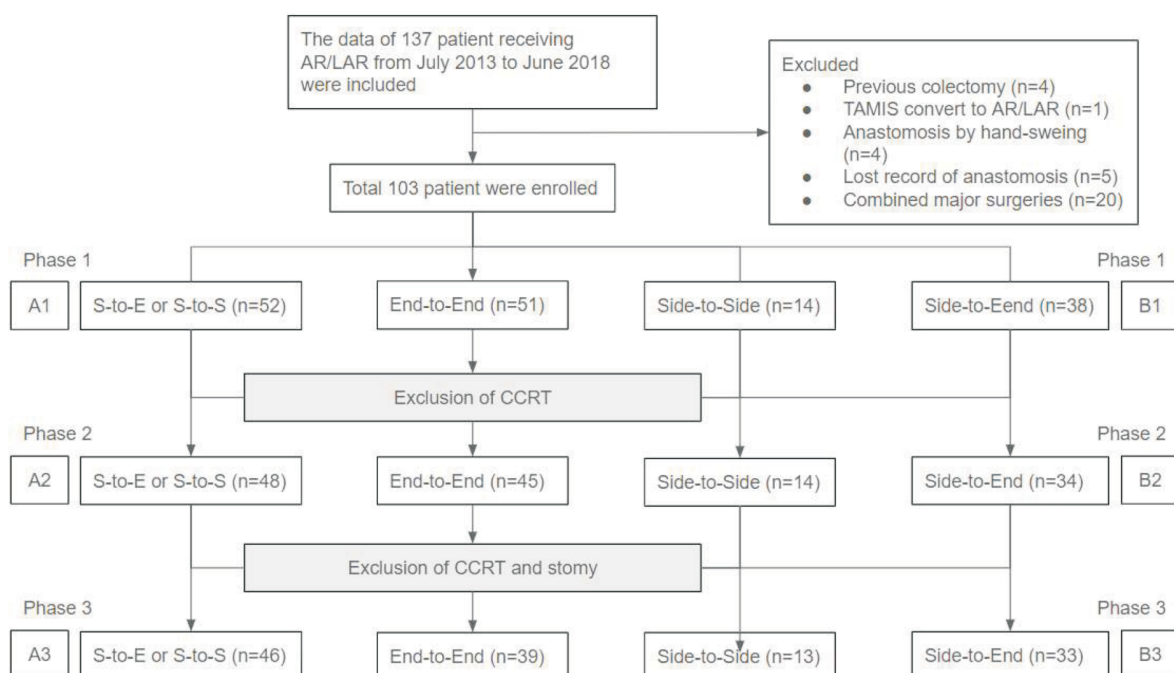 The data of 137 patient receiving
AR/LAR from July 2013 to June 2018
were included
Excluded
● Previous colectomy (n=4)
● TAMIS convert to AR/LAR (n=1)
● Anastomosis by hand-sweing
(n=4)
● Lost record of anastomosis (n=5)
● Combined major surgeries (n=20)
Total 103 patient were enrolled
Phase 1
Phase 1
A1
S-to-E or S-to-S (n=52)
End-to-End (n=51)
Side-to-Side (n=14)
Side-to-Eend (n=38)
B1
Exclusion of CCRT
Phase 2
Phase 2
A2
S-to-E or S-to-S (n=48)
End-to-End (n=45)
Side-to-Side (n=14)
Side-to-End (n=34)
B2
Exclusion of CCRT and stomy
Phase 3
Phase 3
A3
S-to-E or S-to-S (n=46)
End-to-End (n=39)
Side-to-Side (n=13)
Side-to-End (n=33)
B3